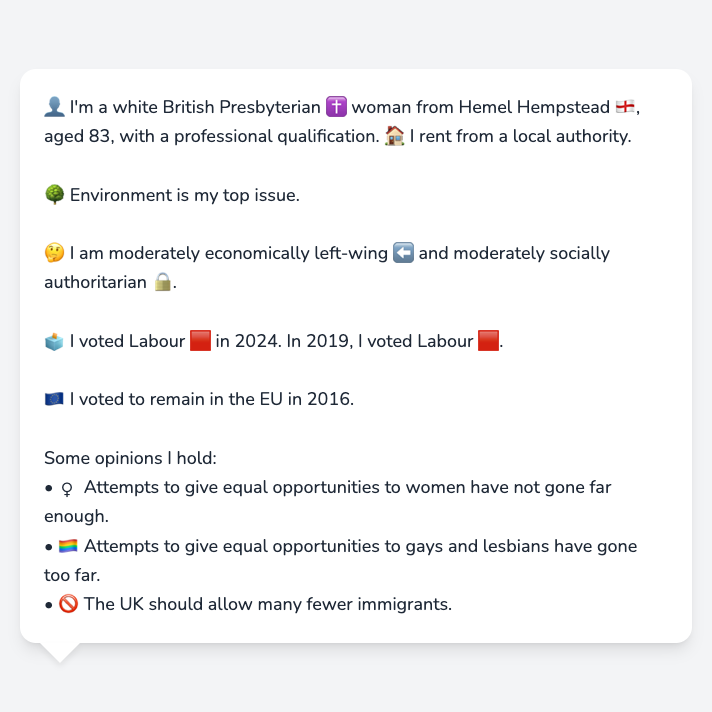 👤 I'm a white British Presbyterian ✝️ woman from Hemel Hempstead 🏴󠁧󠁢󠁥󠁮󠁧󠁿,
aged 83, with a professional qualification. 🏠 I rent from a local authority.
🌳 Environment is my top issue.
🤔 I am moderately economically left-wing ⬅️ and moderately socially
authoritarian 🔒.
🗳️ I voted Labour 🟥 in 2024. In 2019, I voted Labour 🟥.
🇪🇺 I voted to remain in the EU in 2016.
Some opinions I hold:
• ♀️ Attempts to give equal opportunities to women have not gone far
enough.
• 🏳️‍🌈 Attempts to give equal opportunities to gays and lesbians have gone
too far.
• 🚫 The UK should allow many fewer immigrants.